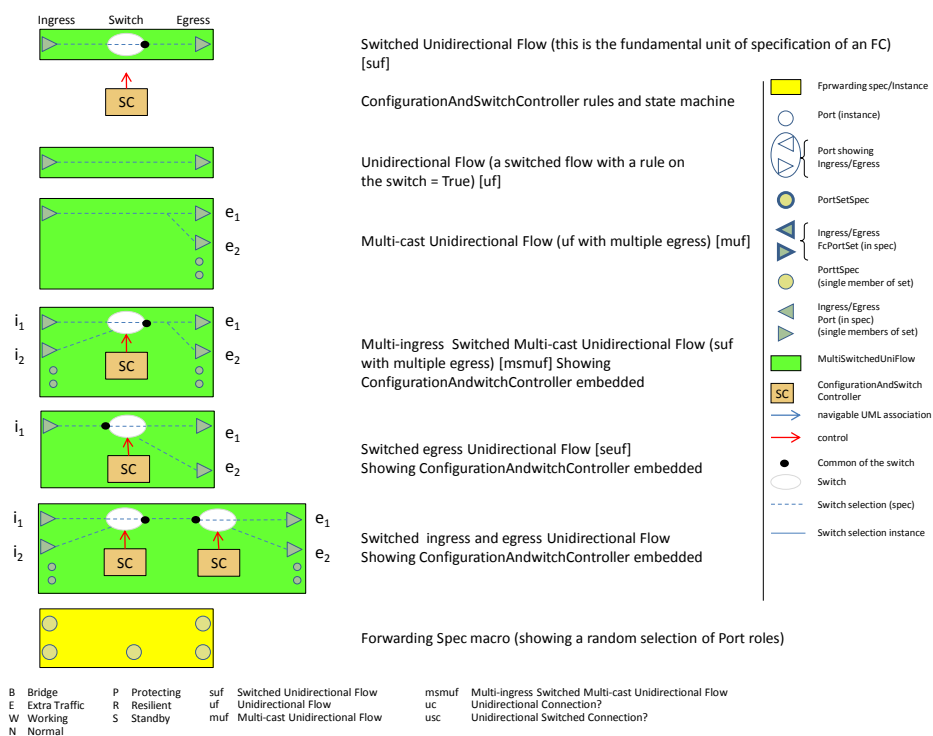 Ingress Switch Egress
Switched Unidirectional Flow (this is the fundamental unit of specification of an FC)
[suf]
SC
ConfigurationAndSwitchController rules and state machine
Unidirectional Flow (a switched flow with a rule on
the switch = True) [uf]
e1
e2
Multi-cast Unidirectional Flow (uf with multiple egress) [muf]
i1
i2
SC
e1
e2
Multi-ingress Switched Multi-cast Unidirectional Flow (suf
with multiple egress) [msmuf] Showing
ConfigurationAndwitchController embedded
i1
SC
e1
e2
Switched egress Unidirectional Flow [seuf]
Showing ConfigurationAndwitchController embedded
i1
i2
SC
SC
e1
e2
Switched ingress and egress Unidirectional Flow
Showing ConfigurationAndwitchController embedded
Forwarding Spec macro (showing a random selection of Port roles)
Fprwarding spec/Instance
Port (instance)
Port showing
Ingress/Egress
PortSetSpec
Ingress/Egress
FcPortSet (in spec)
PorttSpec
(single member of set)
Ingress/Egress
Port (in spec)
(single members of set)
MultiSwitchedUniFlow
SC
ConfigurationAndSwitch
Controller
navigable UML association
control
Common of the switch
Switch
Switch selection (spec)
Switch selection instance
B Bridge P Protecting suf Switched Unidirectional Flow msmuf Multi-ingress Switched Multi-cast Unidirectional Flow
E Extra Traffic R Resilient uf Unidirectional Flow uc Unidirectional Connection?
W Working S Standby muf Multi-cast Unidirectional Flow usc Unidirectional Switched Connection?
N Normal